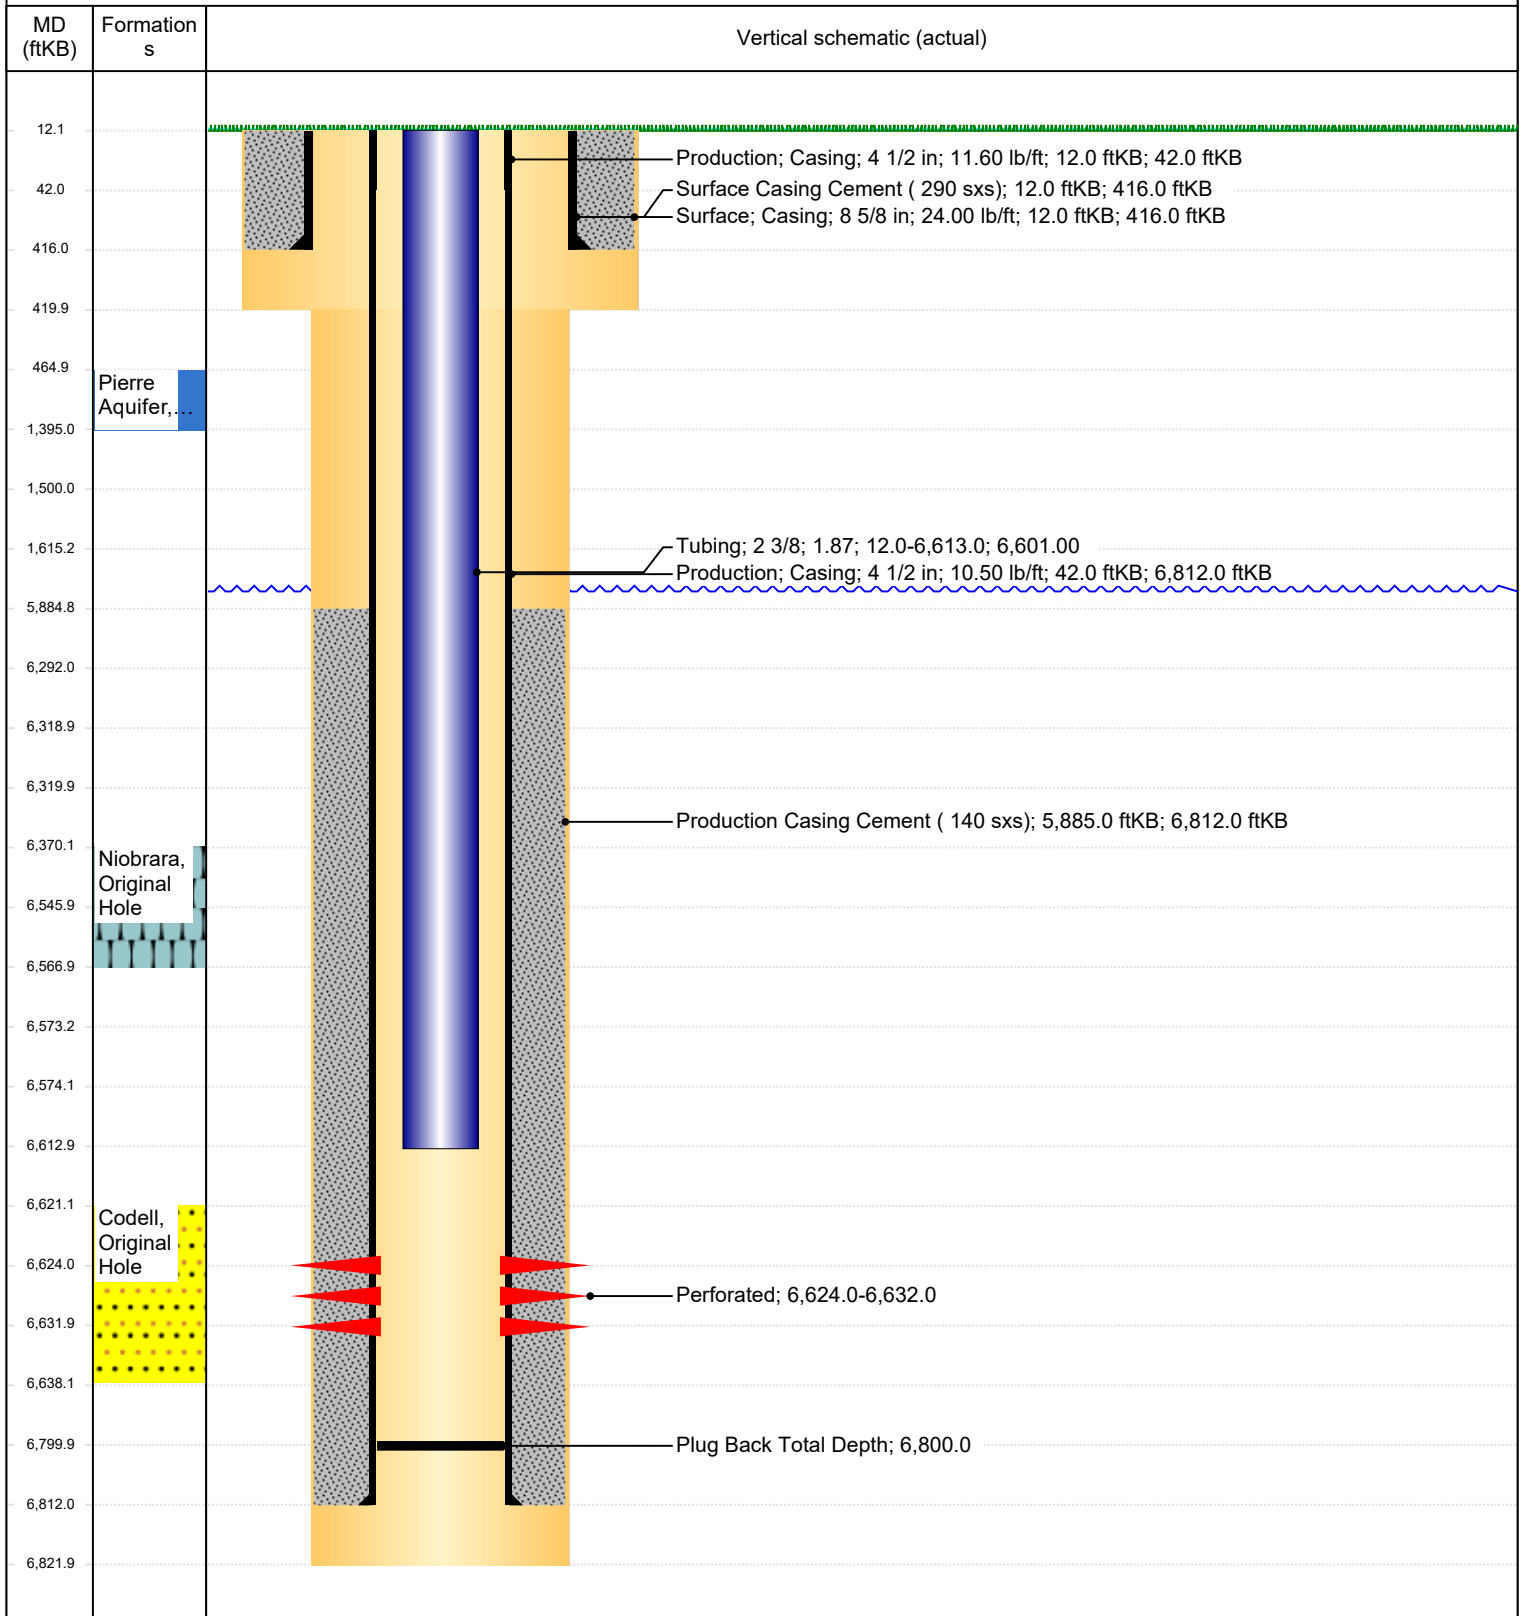 MD
(ftKB)
Formation
s
Vertical schematic (actual)
12.1
Production; Casing; 4 1/2 in; 11.60 lb/ft; 12.0 ftKB; 42.0 ftKB
42.0
Surface Casing Cement ( 290 sxs); 12.0 ftKB; 416.0 ftKB
Surface; Casing; 8 5/8 in; 24.00 lb/ft; 12.0 ftKB; 416.0 ftKB
416.0
419.9
464.9
Pierre
Aquifer,...
1,395.0
1,500.0
1,615.2
Tubing; 2 3/8; 1.87; 12.0-6,613.0; 6,601.00
Production; Casing; 4 1/2 in; 10.50 lb/ft; 42.0 ftKB; 6,812.0 ftKB
5,884.8
6,292.0
6,318.9
6,319.9
Production Casing Cement ( 140 sxs); 5,885.0 ftKB; 6,812.0 ftKB
6,370.1
Niobrara,
Original
Hole
6,545.9
6,566.9
6,573.2
6,574.1
6,612.9
6,621.1
Codell,
Original
Hole
6,624.0
Perforated; 6,624.0-6,632.0
6,631.9
6,638.1
6,799.9
Plug Back Total Depth; 6,800.0
6,812.0
6,821.9